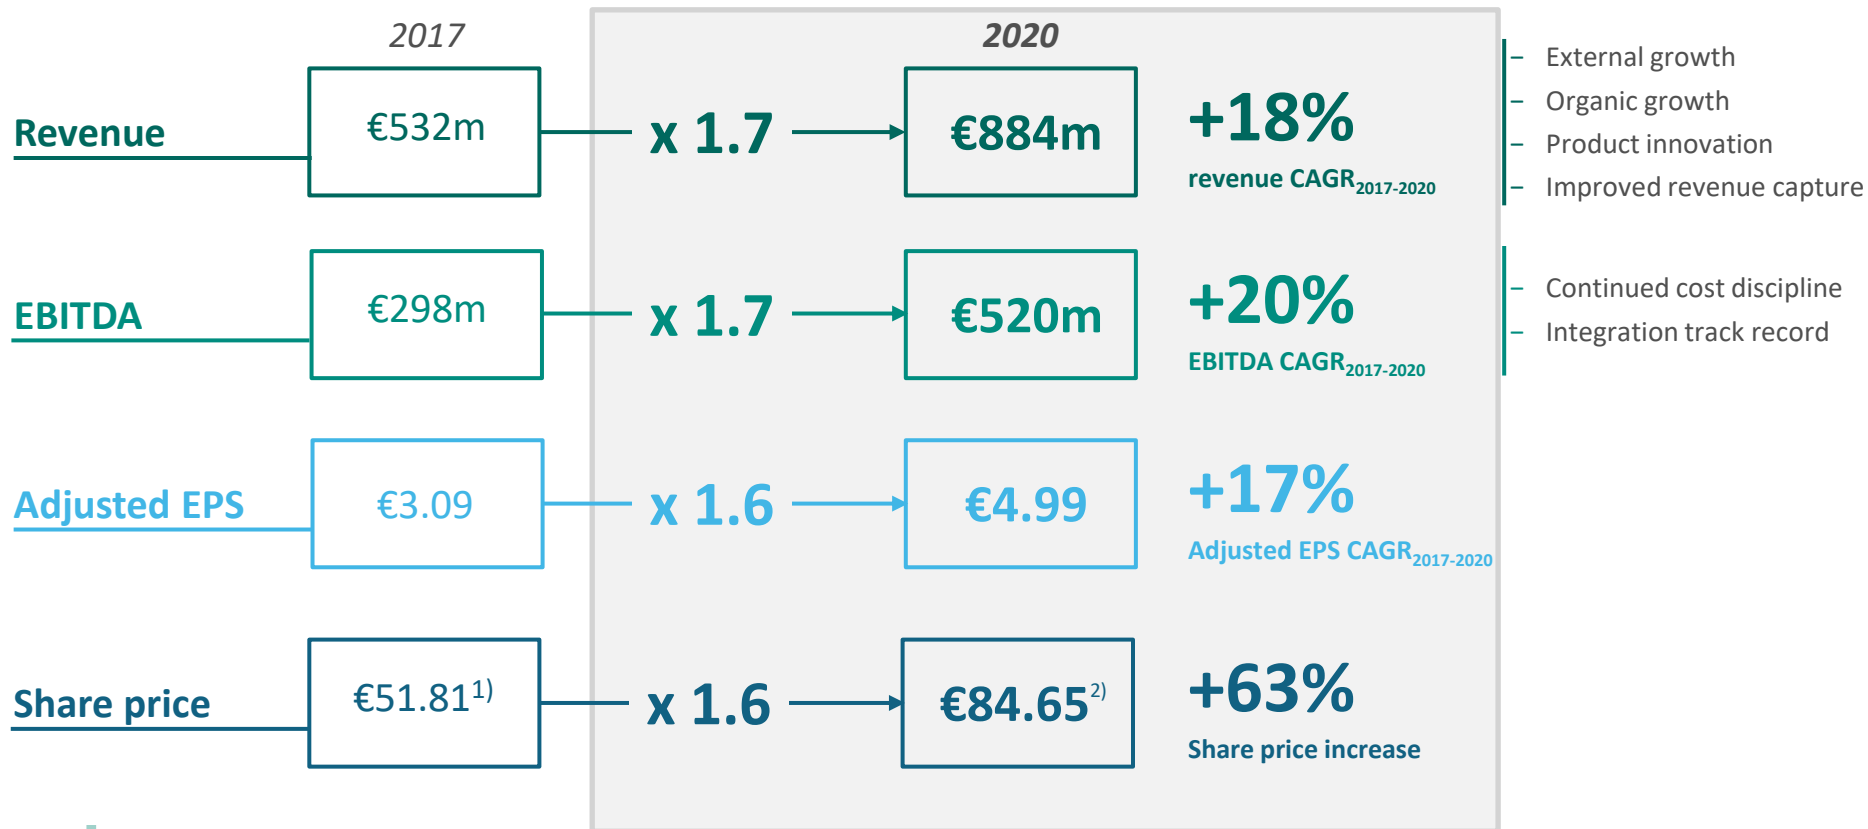 2017
2020
Revenue
€532m
x 1.7
€884m
+18%
revenue CAGR2017-2020
– External growth
– Organic growth
– Product innovation
– Improved revenue capture
EBITDA
€298m
x 1.7
€520m
+20%
EBITDA CAGR2017-2020
– Continued cost discipline
– Integration track record
Adjusted EPS
€3.09
x 1.6
€4.99
+17%
Adjusted EPS CAGR2017-2020
Share price
€51.811)
x 1.6
€84.652)
+63%
Share price increase